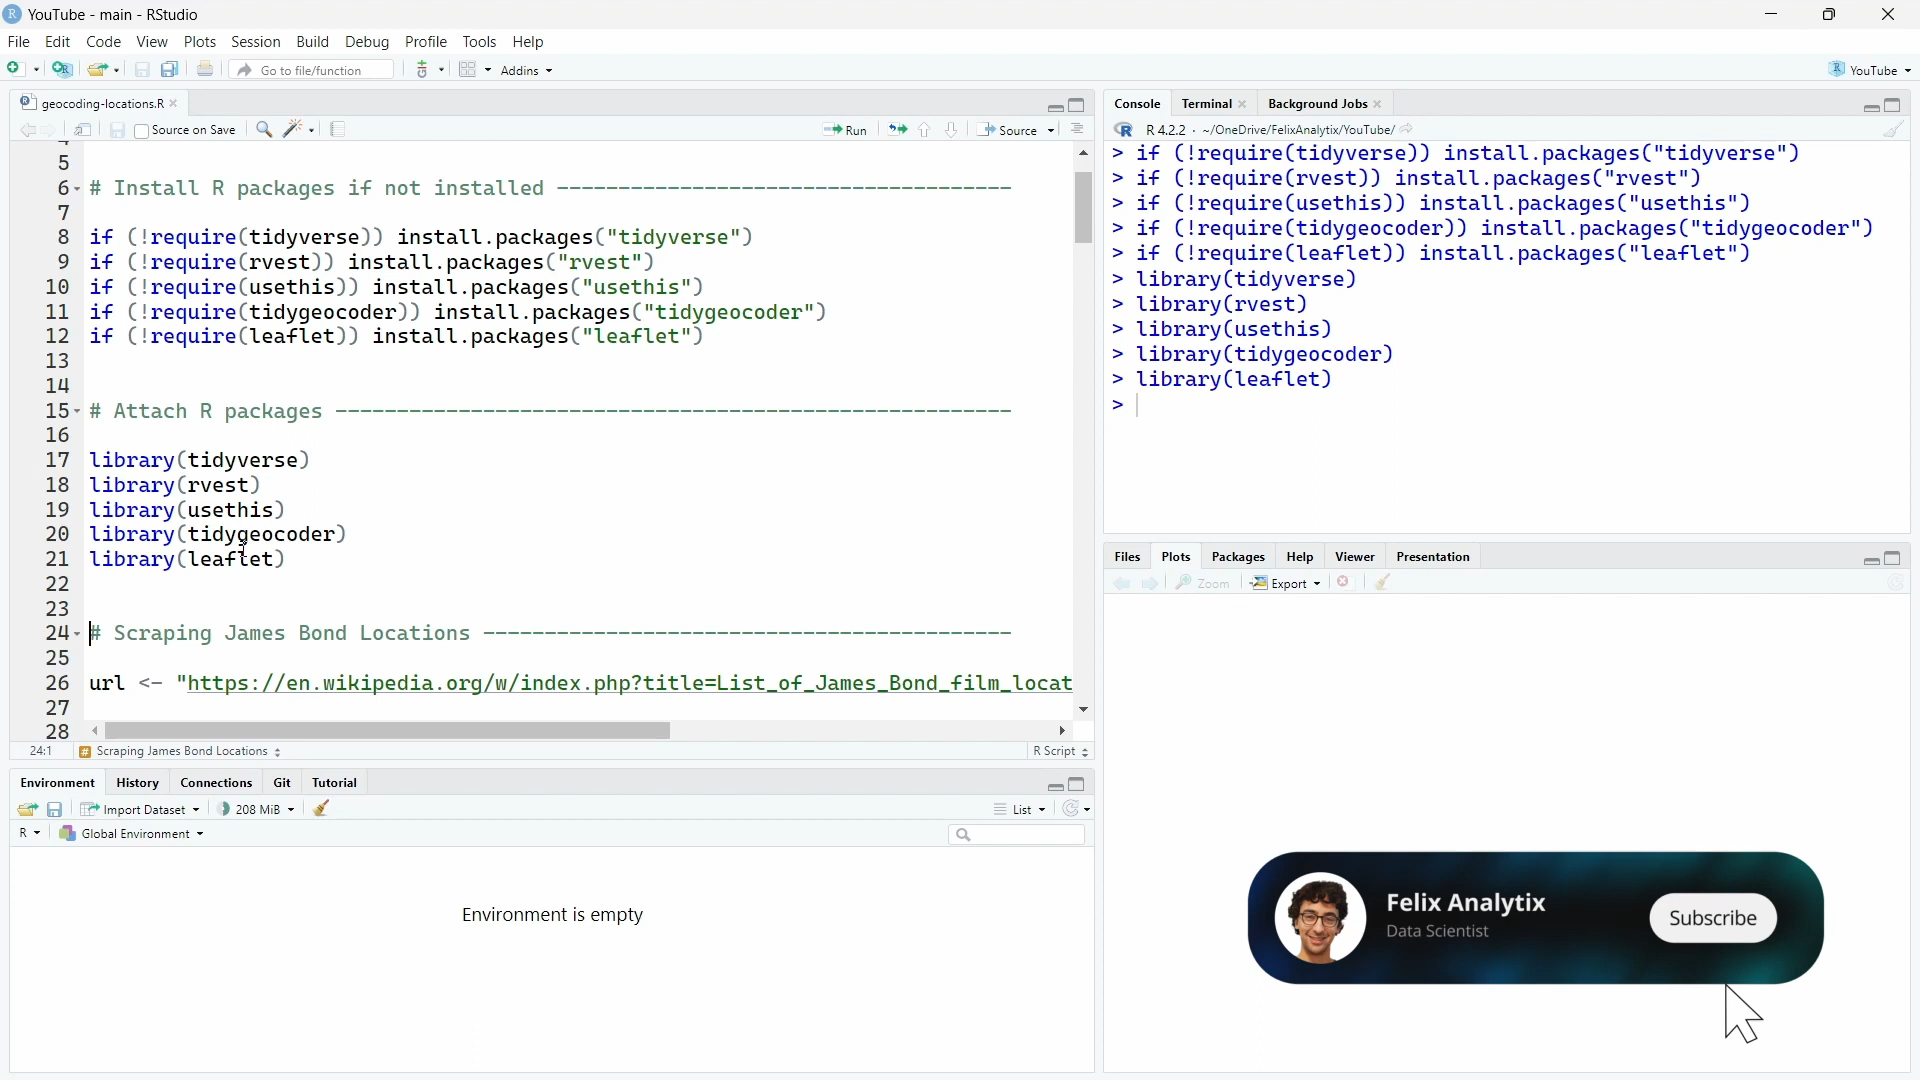 YouTube - main - RStudio
File Edit Code View Plots Session Build Debug Profile Tools Help
Go to file/function Addins YouTube
geocoding-locations.R
Source on Save Run Source
5
6 # Install R packages if not installed -------------------------------------
7
8 if (!require(tidyverse)) install.packages("tidyverse")
9 if (!require(rvest)) install.packages("rvest")
10 if (!require(usethis)) install.packages("usethis")
11 if (!require(tidygeocoder)) install.packages("tidygeocoder")
12 if (!require(leaflet)) install.packages("leaflet")
13
14
15 # Attach R packages -------------------------------------------------------
16
17 library(tidyverse)
18 library(rvest)
19 library(usethis)
20 library(tidygeocoder)
21 library(leaflet)
22
23
24 # Scraping James Bond Locations -------------------------------------------
25
26 url <- "https://en.wikipedia.org/w/index.php?title=List_of_James_Bond_film_locat
27
28
24:1 # Scraping James Bond Locations R Script
Environment History Connections Git Tutorial
Import Dataset 208 MiB List
R Global Environment
Environment is empty
Console Terminal Background Jobs
R 4.2.2 · ~/OneDrive/FelixAnalytix/YouTube/
> if (!require(tidyverse)) install.packages("tidyverse")
> if (!require(rvest)) install.packages("rvest")
> if (!require(usethis)) install.packages("usethis")
> if (!require(tidygeocoder)) install.packages("tidygeocoder")
> if (!require(leaflet)) install.packages("leaflet")
> library(tidyverse)
> library(rvest)
> library(usethis)
> library(tidygeocoder)
> library(leaflet)
>
Files Plots Packages Help Viewer Presentation
Zoom Export
Felix Analytix
Data Scientist
Subscribe